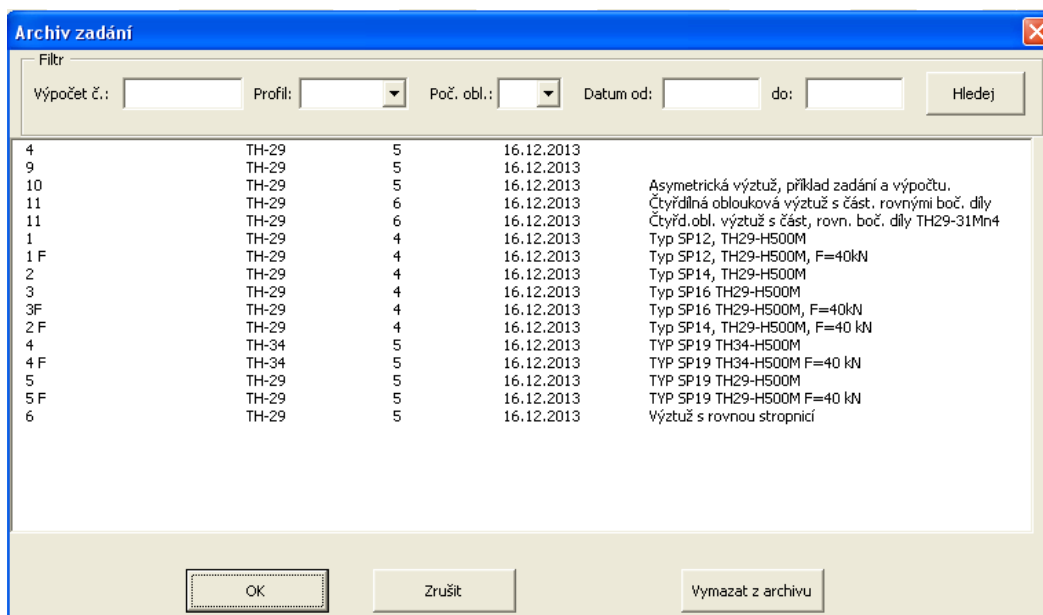 Archiv zadání
Filtr
Výpočet č.: Profil: Poč. obl.: Datum od: do: Hledej
4 TH-29 5 16.12.2013
9 TH-29 5 16.12.2013
10 TH-29 5 16.12.2013 Asymetrická výztuž, příklad zadání a výpočtu.
11 TH-29 6 16.12.2013 Čtyřdílná oblouková výztuž s část. rovnými boč. díly
11 TH-29 6 16.12.2013 Čtyřd.obl. výztuž s část, rovn. boč. díly TH29-31Mn4
1 TH-29 4 16.12.2013 Typ SP12, TH29-H500M
1 F TH-29 4 16.12.2013 Typ SP12, TH29-H500M, F=40kN
2 TH-29 4 16.12.2013 Typ SP14, TH29-H500M
3 TH-29 4 16.12.2013 Typ SP16 TH29-H500M
3F TH-29 4 16.12.2013 Typ SP16 TH29-H500M, F=40kN
2 F TH-29 4 16.12.2013 Typ SP14, TH29-H500M, F=40 kN
4 TH-34 5 16.12.2013 TYP SP19 TH34-H500M
4 F TH-34 5 16.12.2013 TYP SP19 TH34-H500M F=40 kN
5 TH-29 5 16.12.2013 TYP SP19 TH29-H500M
5 F TH-29 5 16.12.2013 TYP SP19 TH29-H500M F=40 kN
6 TH-29 5 16.12.2013 Výztuž s rovnou stropnicí
OK Zrušit Vymazat z archivu